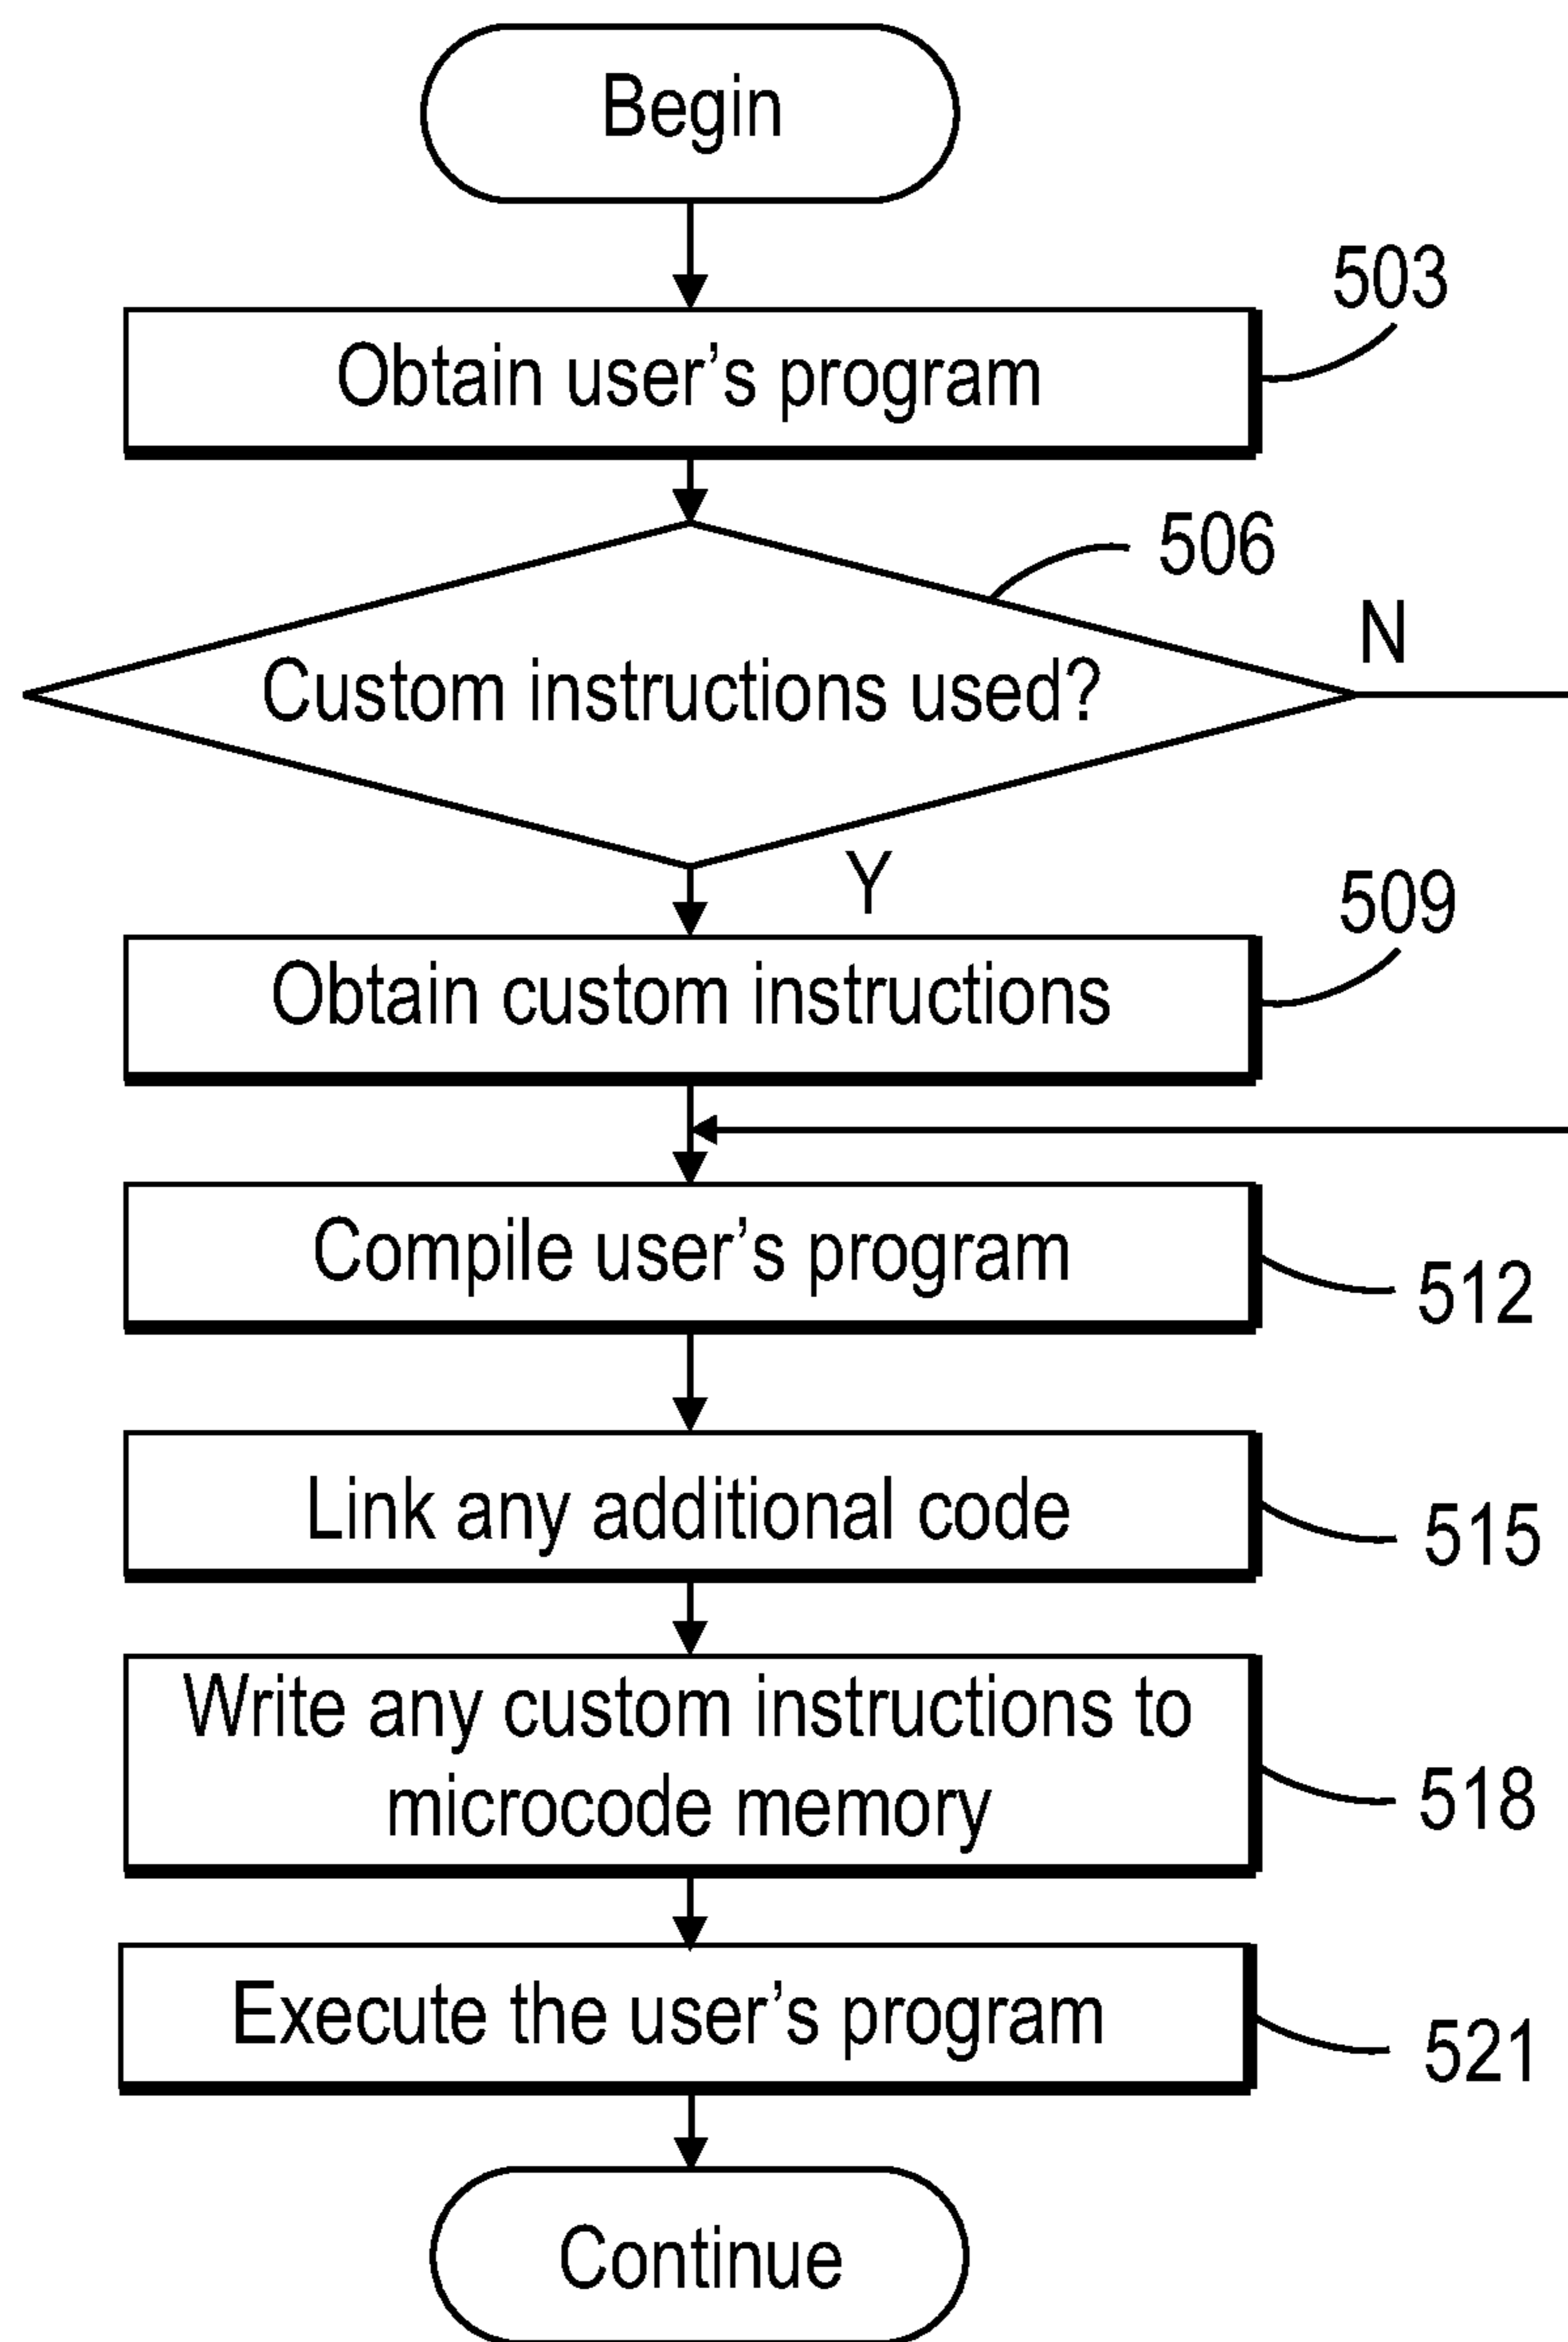 Begin
503
Obtain user’s program
506
N
Custom instructions used?
Y
509
Obtain custom instructions
Compile user’s program
512
Link any additional code
515
Write any custom instructions to
microcode memory
518
Execute the user’s program
521
Continue